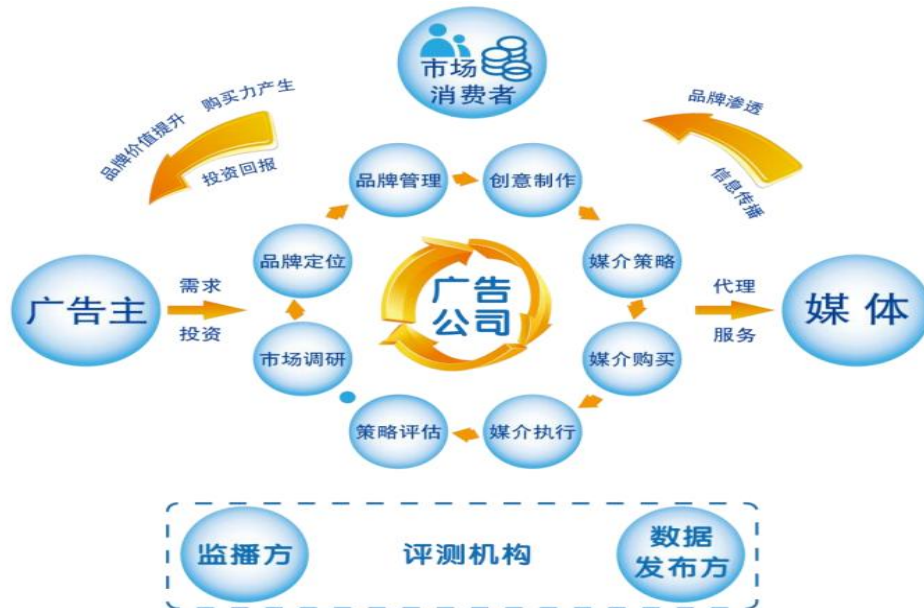 市场
消费者
购买力产生
品牌价值提升
投资回报
品牌渗透
信息传播
品牌管理
创意制作
品牌定位
媒介策略
广告主
需求
投资
广告
公司
代理
服务
媒体
市场调研
媒介购买
策略评估
媒介执行
监播方
评测机构
数据
发布方